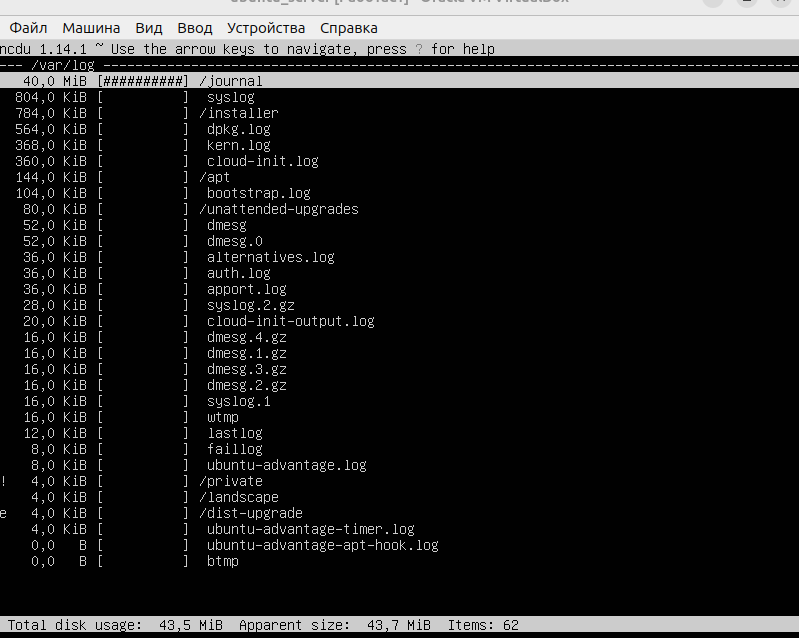 ubuntu_server [Работает] - Oracle VM VirtualBox
Файл Машина Вид Ввод Устройства Справка
ncdu 1.14.1 ~ Use the arrow keys to navigate, press ? for help
--- /var/log ----------------------------------------------------------------------------------------
40,0 MiB [##########] /journal
804,0 KiB [          ]  syslog
784,0 KiB [          ] /installer
564,0 KiB [          ]  dpkg.log
368,0 KiB [          ]  kern.log
360,0 KiB [          ]  cloud-init.log
144,0 KiB [          ] /apt
104,0 KiB [          ]  bootstrap.log
80,0 KiB [          ] /unattended-upgrades
52,0 KiB [          ]  dmesg
52,0 KiB [          ]  dmesg.0
36,0 KiB [          ]  alternatives.log
36,0 KiB [          ]  auth.log
36,0 KiB [          ]  apport.log
28,0 KiB [          ]  syslog.2.gz
20,0 KiB [          ]  cloud-init-output.log
16,0 KiB [          ]  dmesg.4.gz
16,0 KiB [          ]  dmesg.1.gz
16,0 KiB [          ]  dmesg.3.gz
16,0 KiB [          ]  dmesg.2.gz
16,0 KiB [          ]  syslog.1
16,0 KiB [          ]  wtmp
12,0 KiB [          ]  lastlog
8,0 KiB [          ]  faillog
8,0 KiB [          ]  ubuntu-advantage.log
! 4,0 KiB [          ] /private
4,0 KiB [          ] /landscape
e 4,0 KiB [          ] /dist-upgrade
4,0 KiB [          ]  ubuntu-advantage-timer.log
0,0 B [          ]  ubuntu-advantage-apt-hook.log
0,0 B [          ]  btmp
Total disk usage: 43,5 MiB Apparent size: 43,7 MiB Items: 62